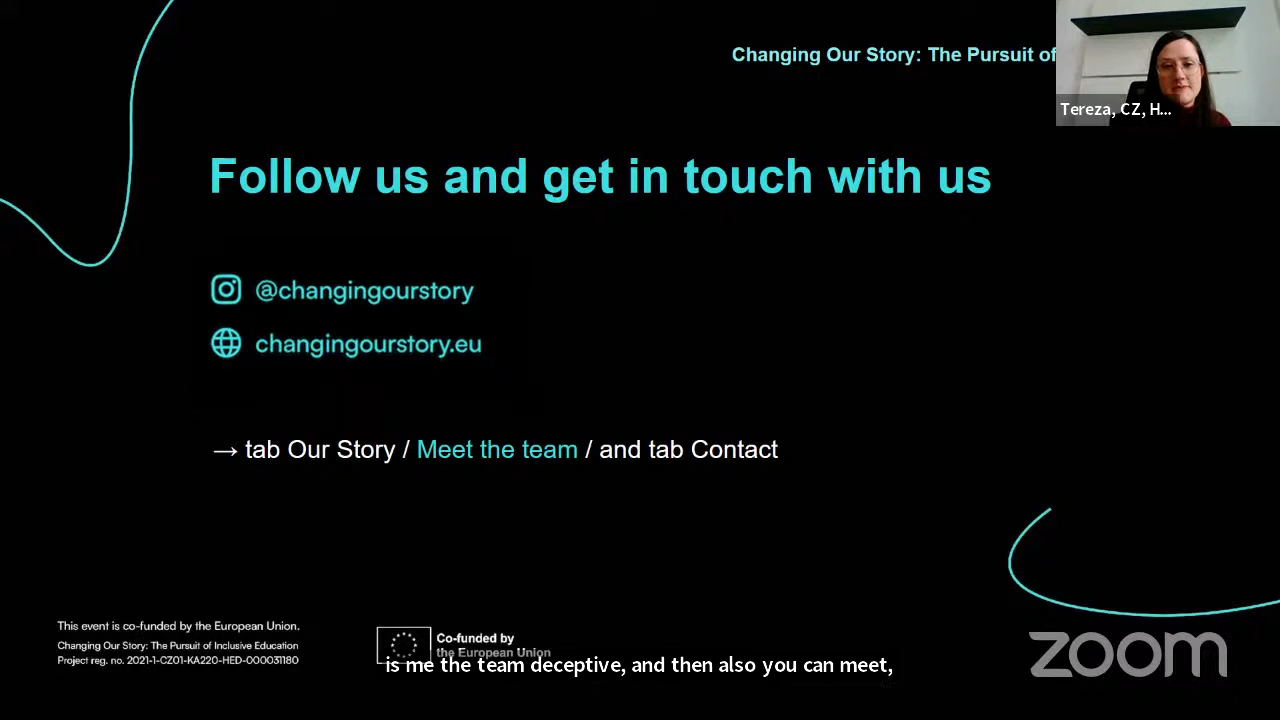 Changing Our Story: The Pursuit of
Tereza, CZ, H...
Follow us and get in touch with us
@changingourstory
changingourstory.eu
→ tab Our Story / Meet the team / and tab Contact
This event is co-funded by the European Union.
Changing Our Story: The Pursuit of Inclusive Education
Project reg. no. 2021-1-CZ01-KA220-HED-000031180
Co-funded by
the European Union
is me the team deceptive, and then also you can meet,
zoom